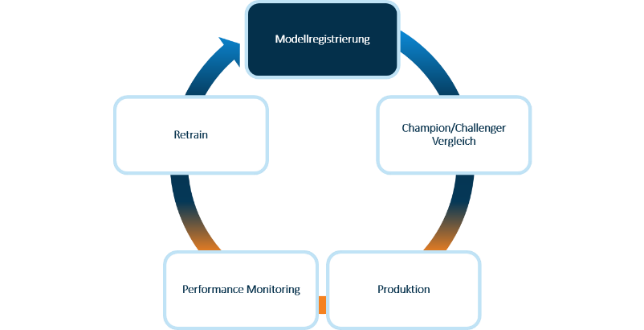 Modellregistrierung
Champion/Challenger
Vergleich
Produktion
Performance Monitoring
Retrain